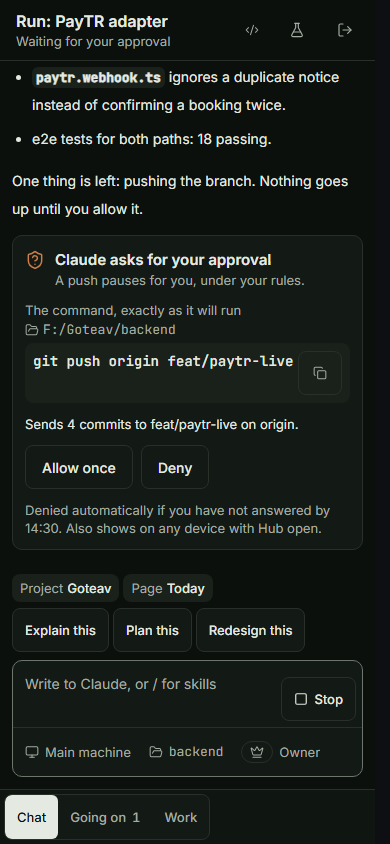 Run: PayTR adapter
Waiting for your approval
paytr.webhook.ts ignores a duplicate notice
instead of confirming a booking twice.
e2e tests for both paths: 18 passing.
One thing is left: pushing the branch. Nothing goes
up until you allow it.
Claude asks for your approval
A push pauses for you, under your rules.
The command, exactly as it will run
F:/Goteav/backend
git push origin feat/paytr-live
Sends 4 commits to feat/paytr-live on origin.
Allow once
Deny
Denied automatically if you have not answered by
14:30. Also shows on any device with Hub open.
Project Goteav
Page Today
Explain this
Plan this
Redesign this
Write to Claude, or / for skills
Stop
Main machine
backend
Owner
Chat
Going on 1
Work